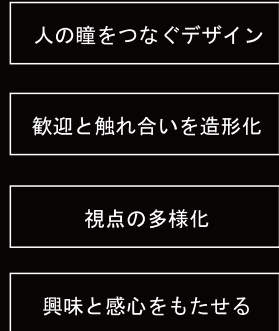 人の瞳をつなぐデザイン
歓迎と触れ合いを造形化
視点の多様化
興味と感心をもたせる